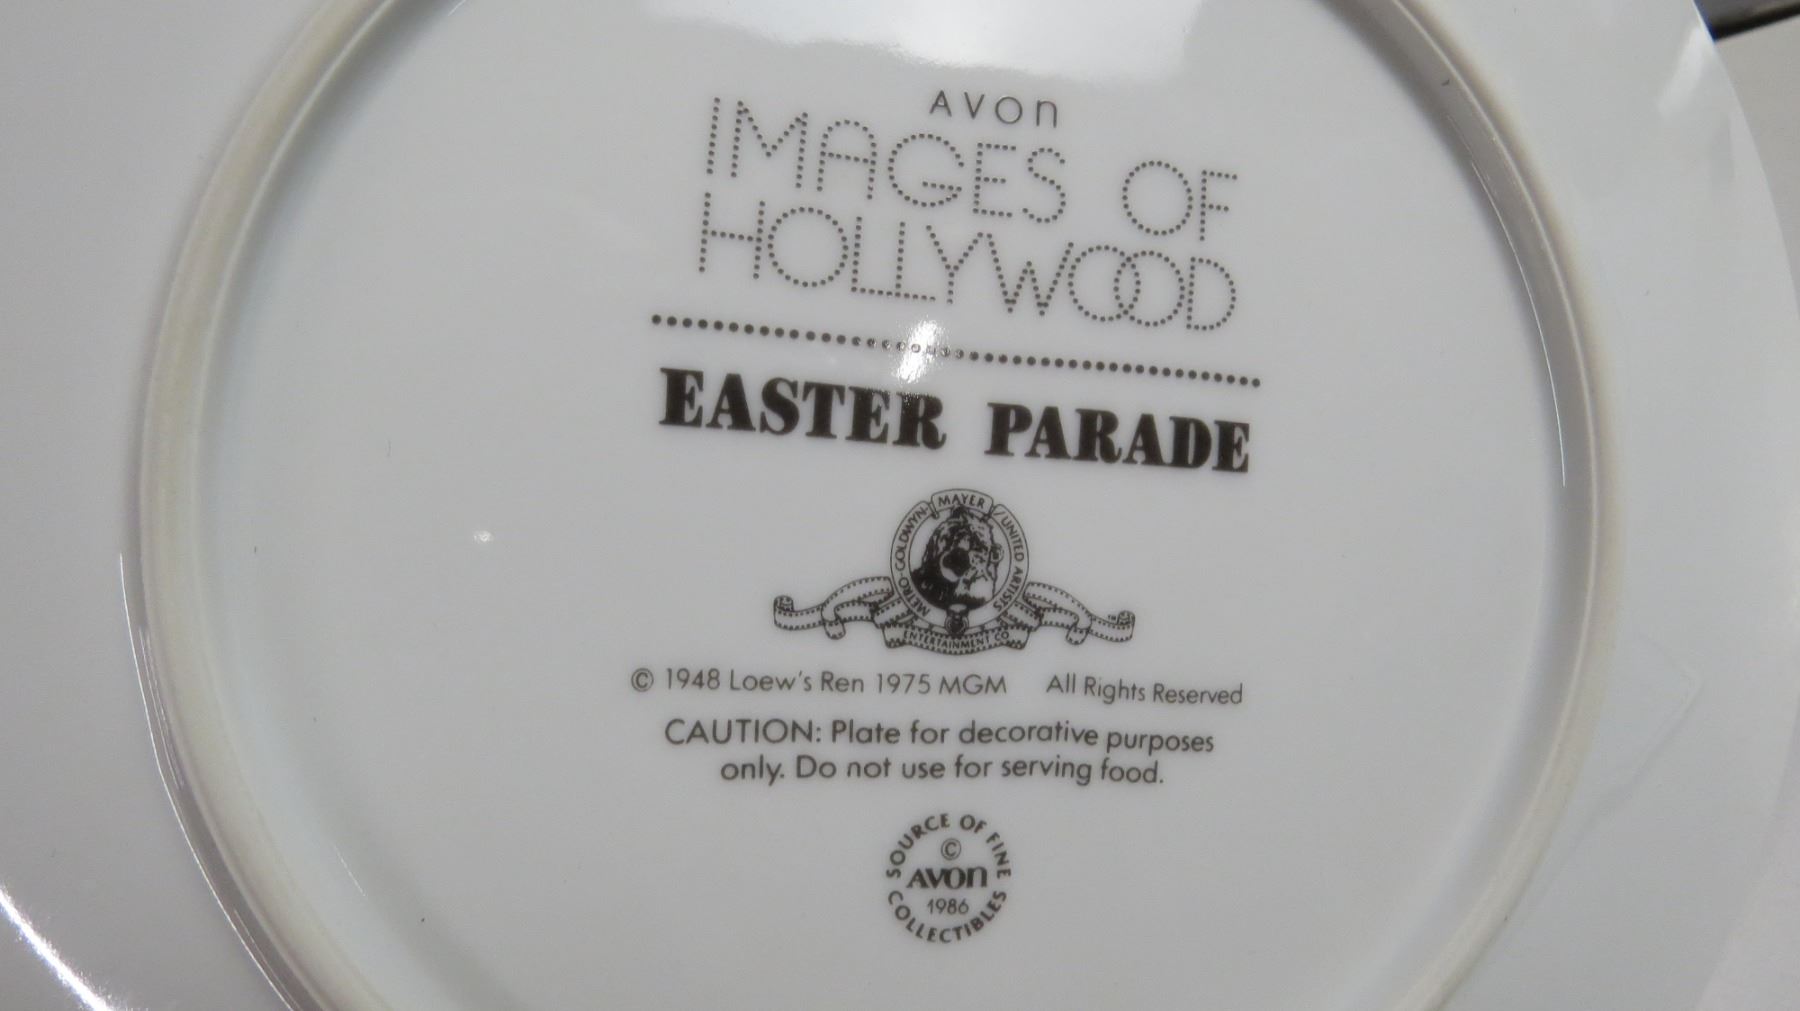 AVON
IMAGES OF
HOLLYWOOD
EASTER PARADE
METRO-GOLDWYN-MAYER/UNITED ARTISTS
ENTERTAINMENT CO
© 1948 Loew's Ren 1975 MGM All Rights Reserved
CAUTION: Plate for decorative purposes
only. Do not use for serving food.
SOURCE OF FINE COLLECTIBLES
©
AVON
1986